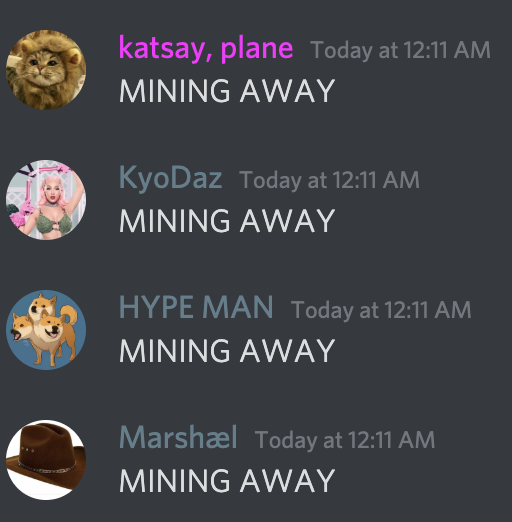 katsay, plane Today at 12:11 AM
MINING AWAY
KyoDaz Today at 12:11 AM
MINING AWAY
HYPE MAN Today at 12:11 AM
MINING AWAY
Marshæl Today at 12:11 AM
MINING AWAY